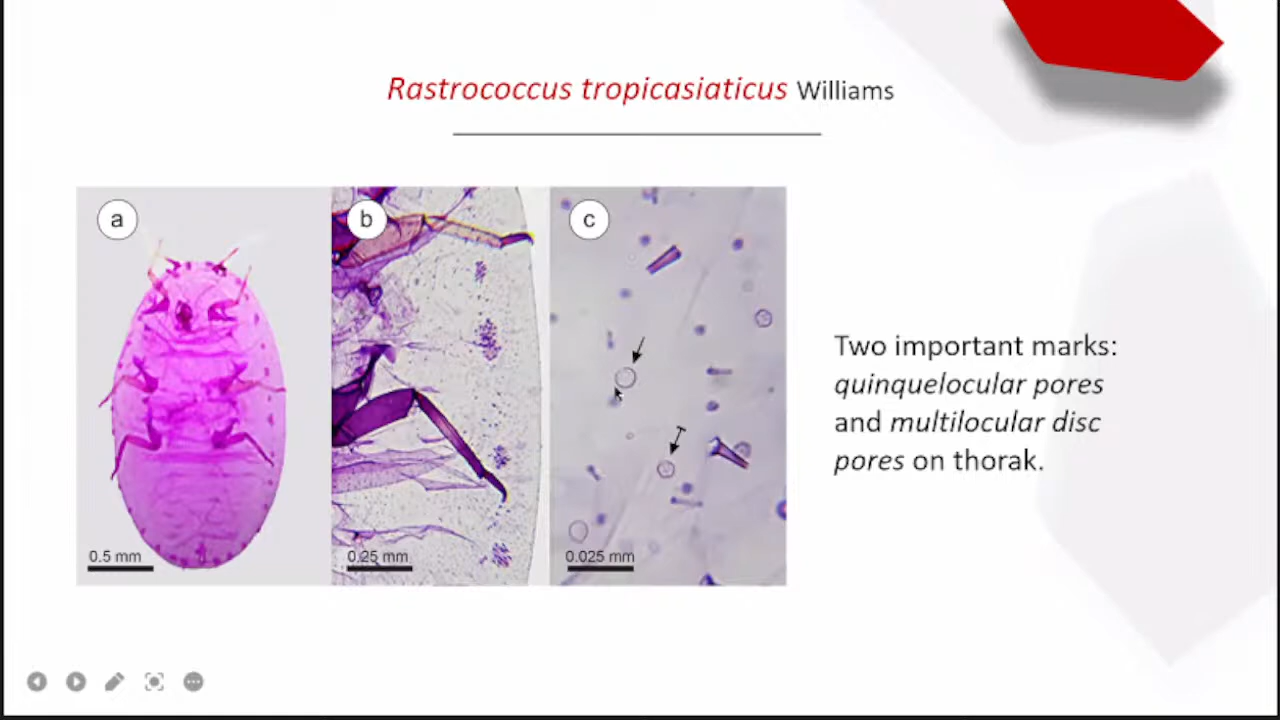 Rastrococcus tropicasiaticus Williams
a
b
c
0.5 mm
0.25 mm
0.025 mm
Two important marks:
quinquelocular pores
and multilocular disc
pores on thorak.